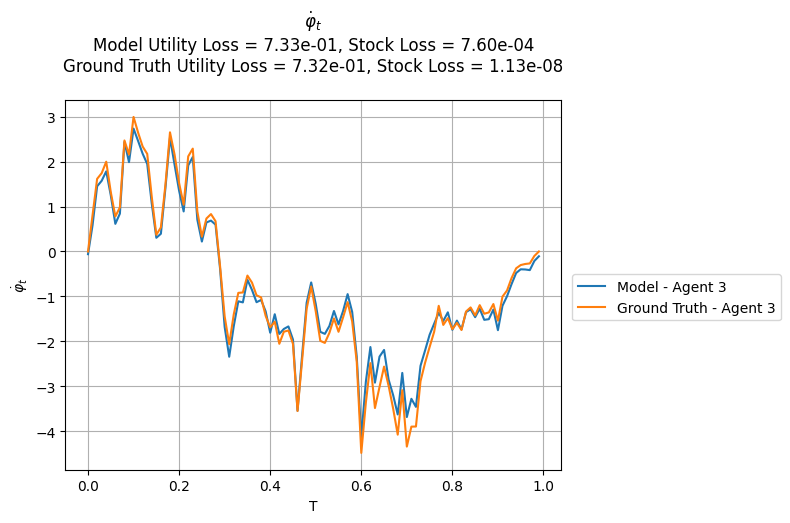 φ̇ₜ
Model Utility Loss = 7.33e-01, Stock Loss = 7.60e-04
Ground Truth Utility Loss = 7.32e-01, Stock Loss = 1.13e-08
3
2
1
0
−1
−2
−3
−4
φ̇ₜ
0.0 0.2 0.4 0.6 0.8 1.0
T
Model - Agent 3
Ground Truth - Agent 3